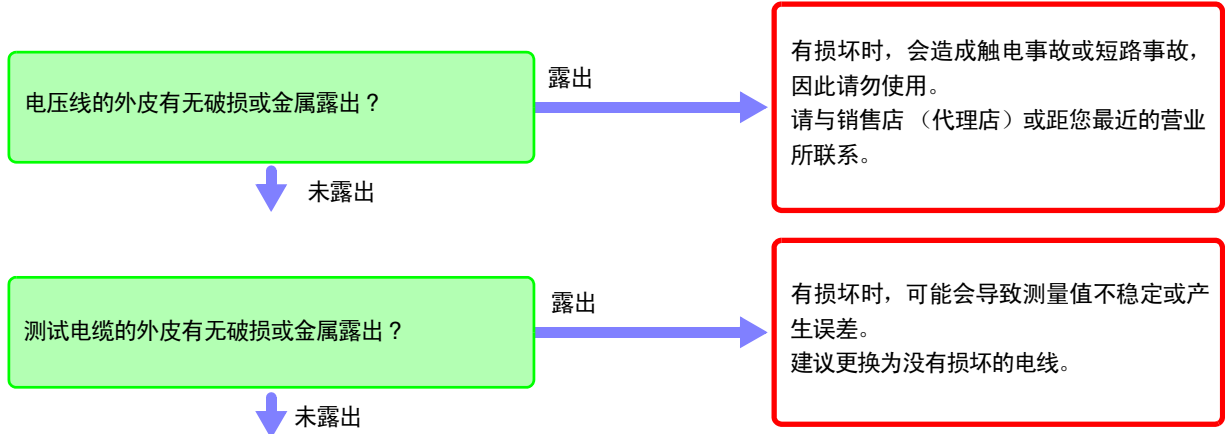 电压线的外皮有无破损或金属露出？
露出
有损坏时，会造成触电事故或短路事故，
因此请勿使用。
请与销售店 （代理店）或距您最近的营业
所联系。
未露出
测试电缆的外皮有无破损或金属露出？
露出
有损坏时，可能会导致测量值不稳定或产
生误差。
建议更换为没有损坏的电线。
未露出